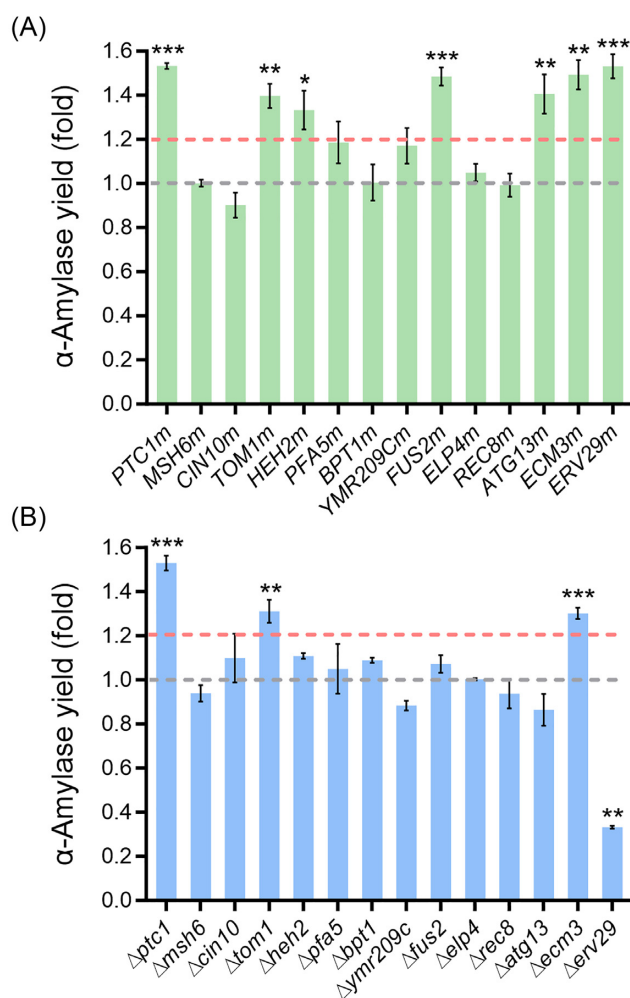 (A)
α-Amylase yield (fold)
1.6
1.4
1.2
1.0
0.8
0.6
0.4
0.2
0.0
*** ** * *** ** ** ***
PTC1m MSH6m CIN10m TOM1m HEH2m PFA5m BPT1m YMR209Cm FUS2m ELP4m REC8m ATG13m ECM3m ERV29m
(B)
α-Amylase yield (fold)
1.6
1.4
1.2
1.0
0.8
0.6
0.4
0.2
0.0
*** ** *** **
Δptc1 Δmsh6 Δcin10 Δtom1 Δheh2 Δpfa5 Δbpt1 Δymr209c Δfus2 Δelp4 Δrec8 Δatg13 Δecm3 Δerv29